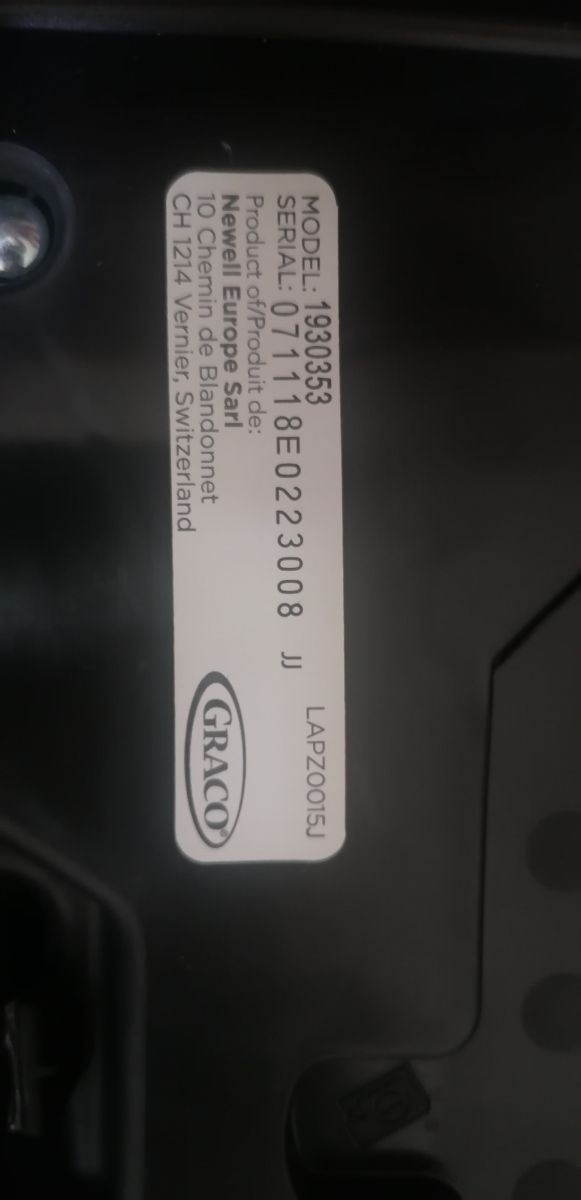 MODEL: 1930353
LAPZ0015J
SERIAL: 071118E0223008 JJ
Product of/Produit de:
Newell Europe Sarl
10 Chemin de Blandonnet
CH 1214 Vernier, Switzerland
GRACO®